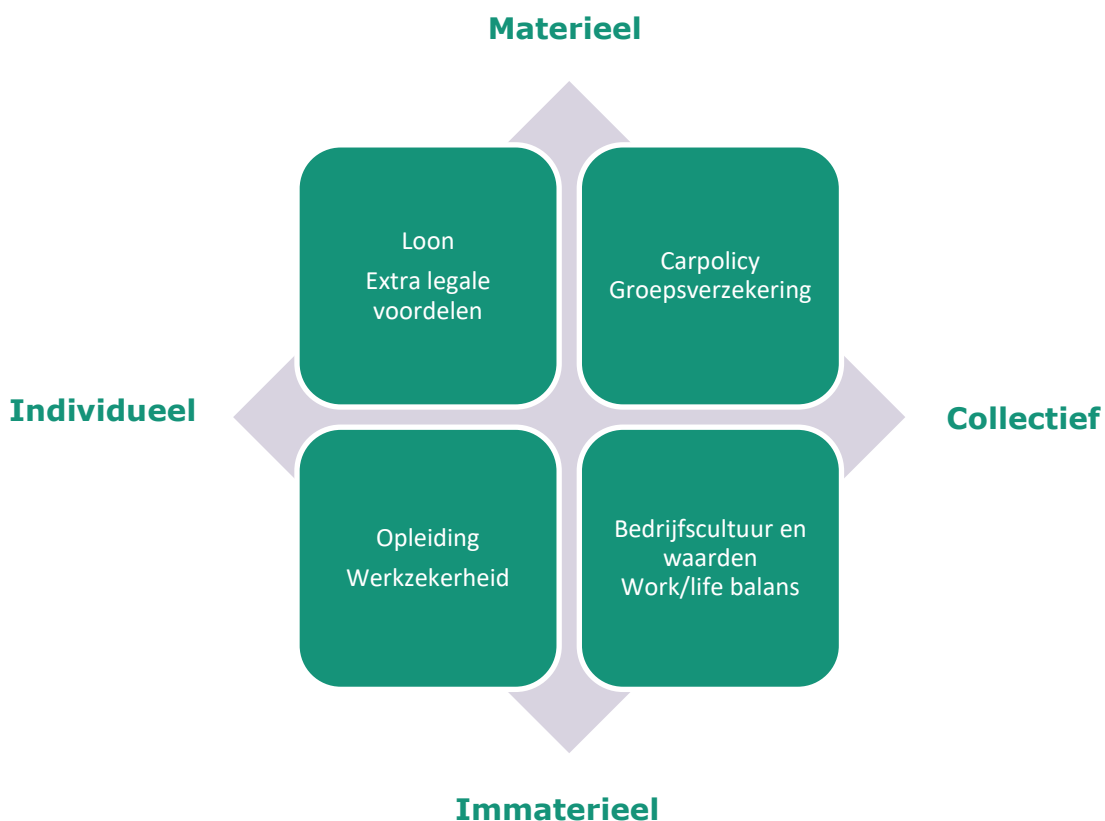 Materieel
Loon
Extra legale
voordelen
Carpolicy
Groepsverzekering
Individueel
Collectief
Opleiding
Werkzekerheid
Bedrijfscultuur en
waarden
Work/life balans
Immaterieel